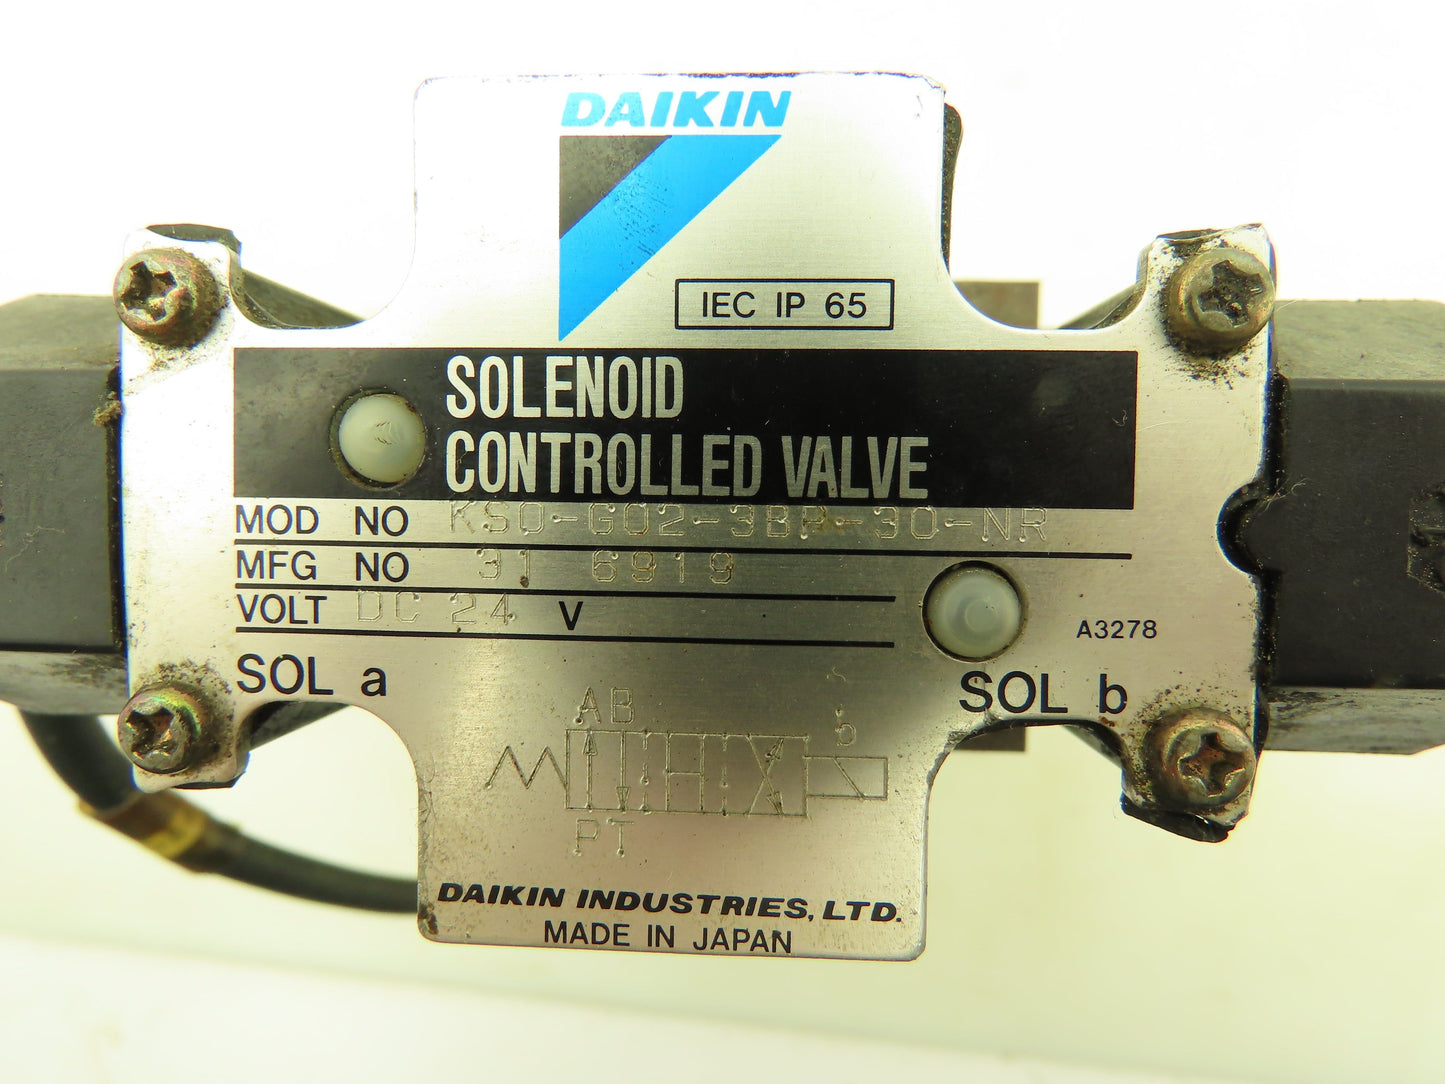 DAIKIN
IEC IP 65
SOLENOID
CONTROLLED VALVE
MOD NO KSO-G02-3BP-30-NR
MFG NO 31 6919
VOLT DC 24 V
A3278
SOL a
SOL b
AB
b
PT
DAIKIN INDUSTRIES, LTD.
MADE IN JAPAN